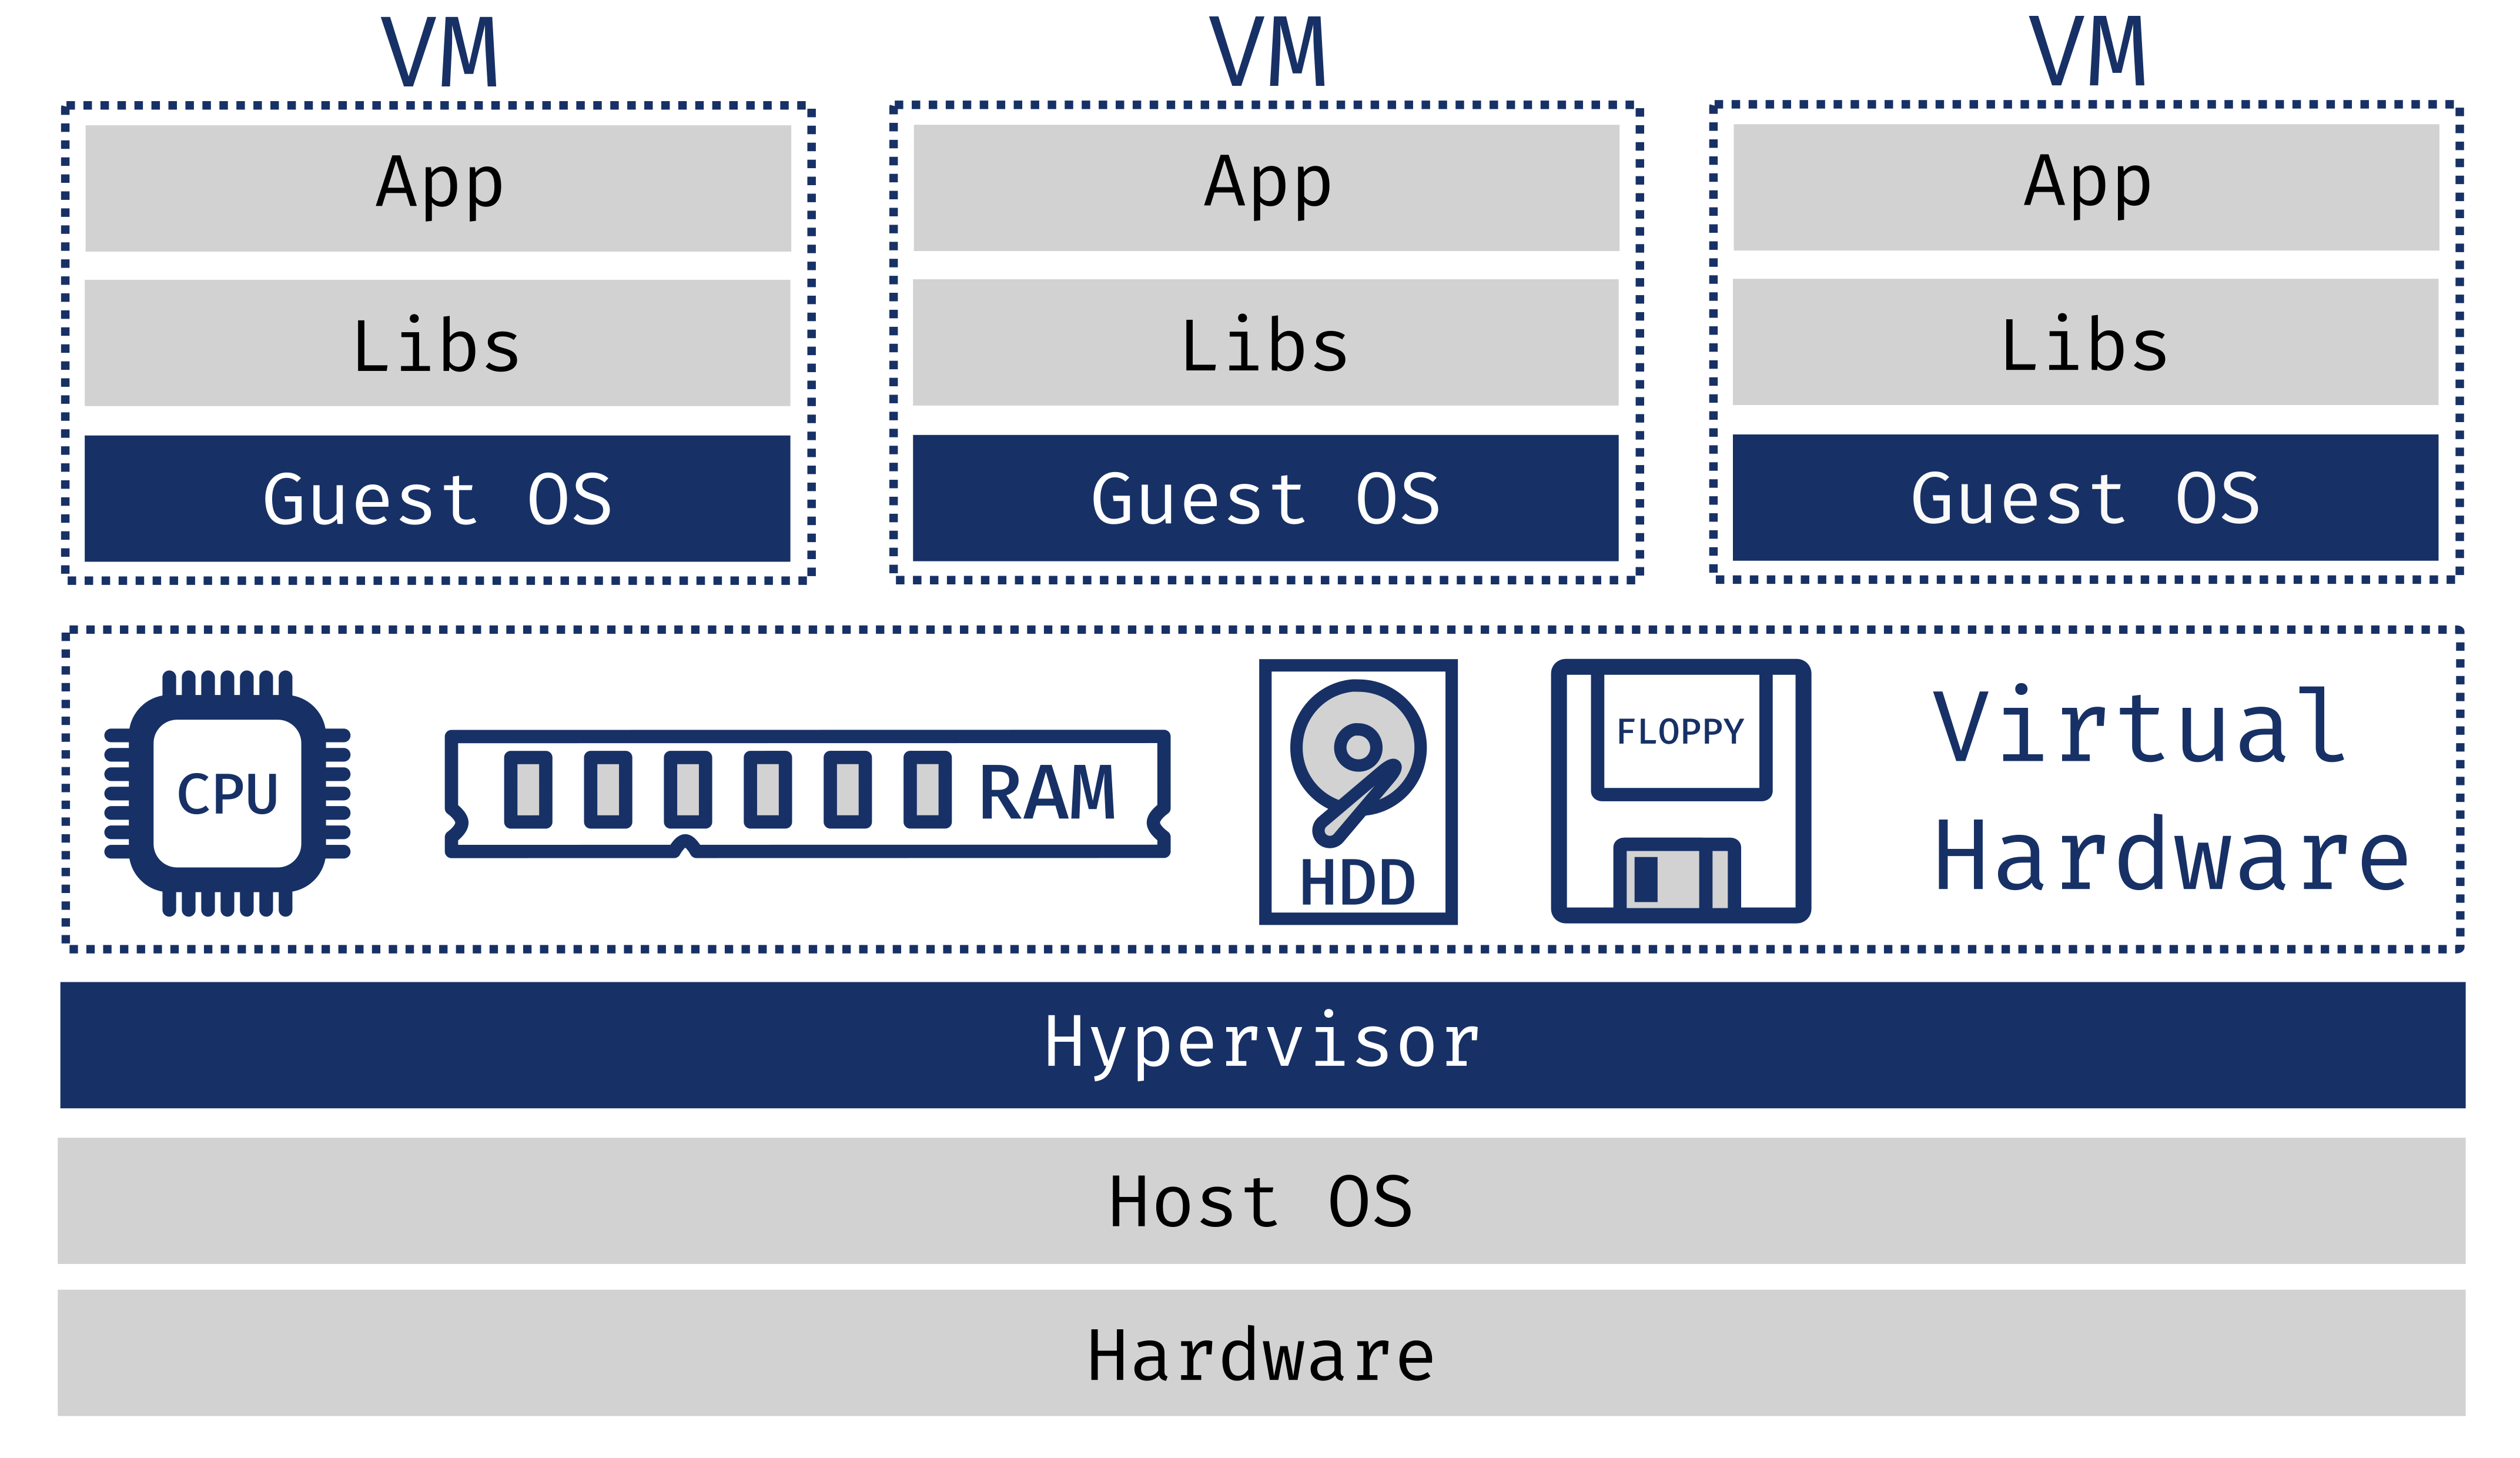 VM VM VM
App App App
Libs Libs Libs
Guest OS Guest OS Guest OS
CPU
RAM
HDD
FLOPPY
Virtual
Hardware
Hypervisor
Host OS
Hardware